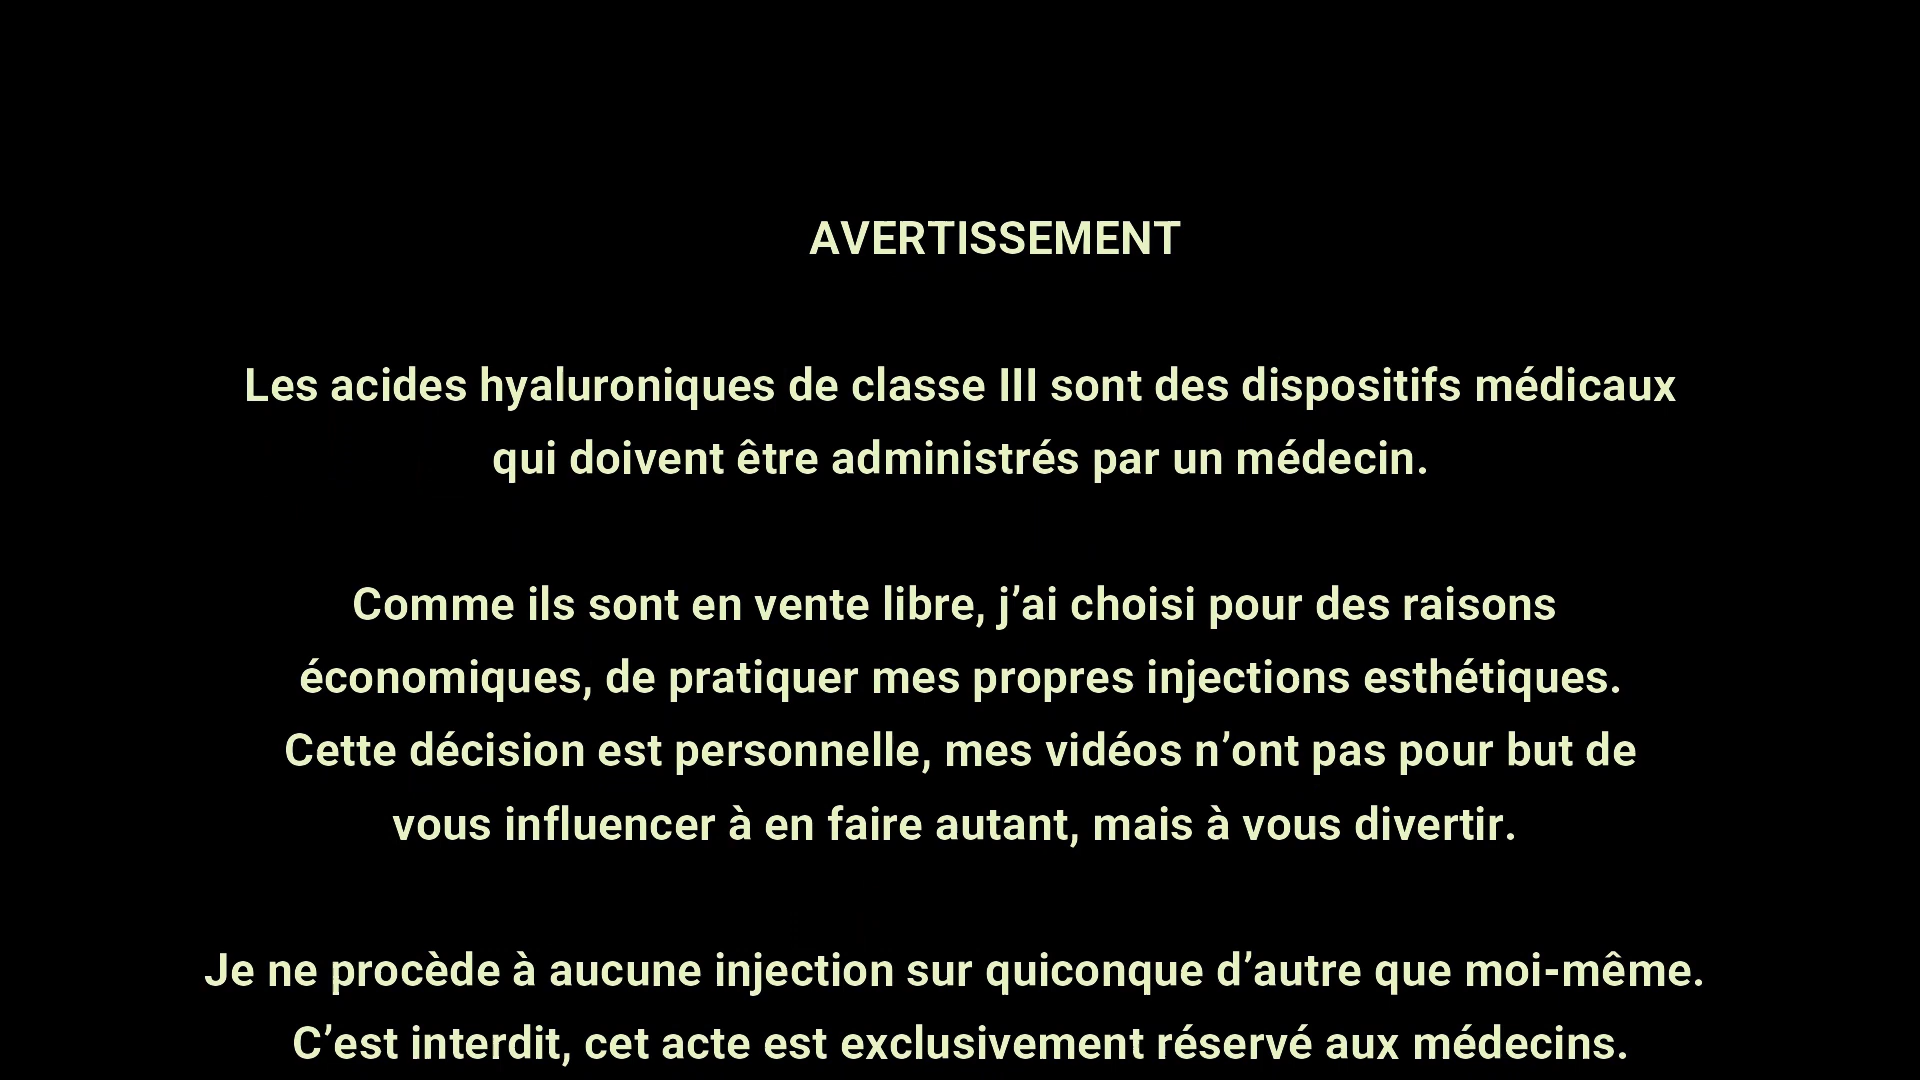 AVERTISSEMENT
Les acides hyaluroniques de classe III sont des dispositifs médicaux
qui doivent être administrés par un médecin.
Comme ils sont en vente libre, j’ai choisi pour des raisons
économiques, de pratiquer mes propres injections esthétiques.
Cette décision est personnelle, mes vidéos n’ont pas pour but de
vous influencer à en faire autant, mais à vous divertir.
Je ne procède à aucune injection sur quiconque d’autre que moi-même.
C’est interdit, cet acte est exclusivement réservé aux médecins.